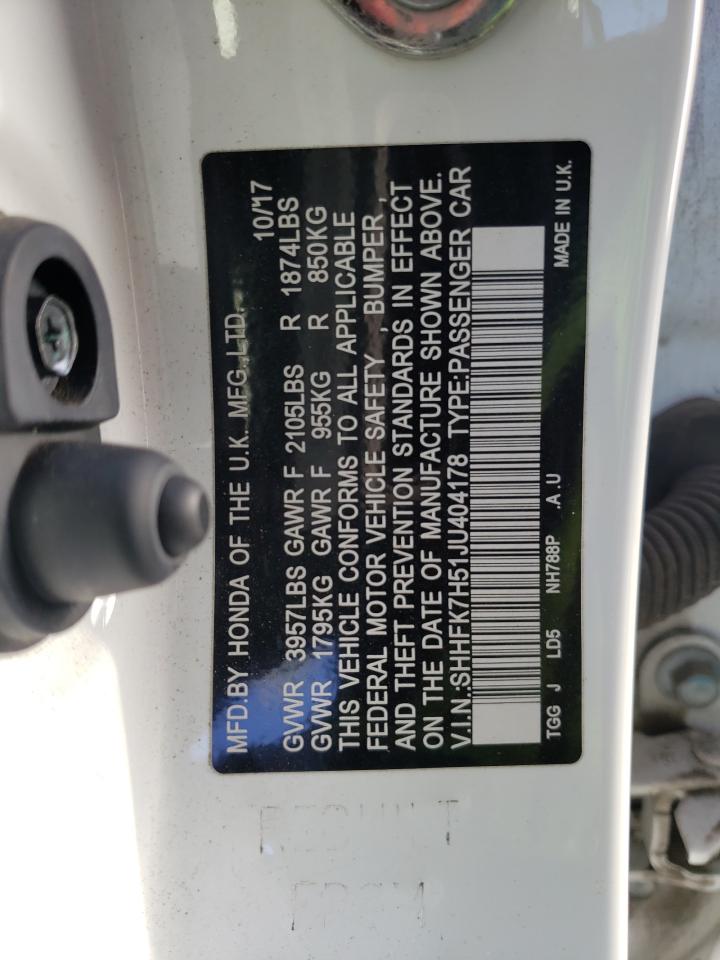 MFD.BY HONDA OF THE U.K. MFG.,LTD. 10/17
GVWR 3957LBS GAWR F 2105LBS R 1874LBS
GVWR 1795KG GAWR F 955KG R 850KG
THIS VEHICLE CONFORMS TO ALL APPLICABLE
FEDERAL MOTOR VEHICLE SAFETY , BUMPER ,
AND THEFT PREVENTION STANDARDS IN EFFECT
ON THE DATE OF MANUFACTURE SHOWN ABOVE.
V.I.N.:SHHFK7H51JU404178 TYPE:PASSENGER CAR
TGG J LD5 NH788P .A .U MADE IN U.K.